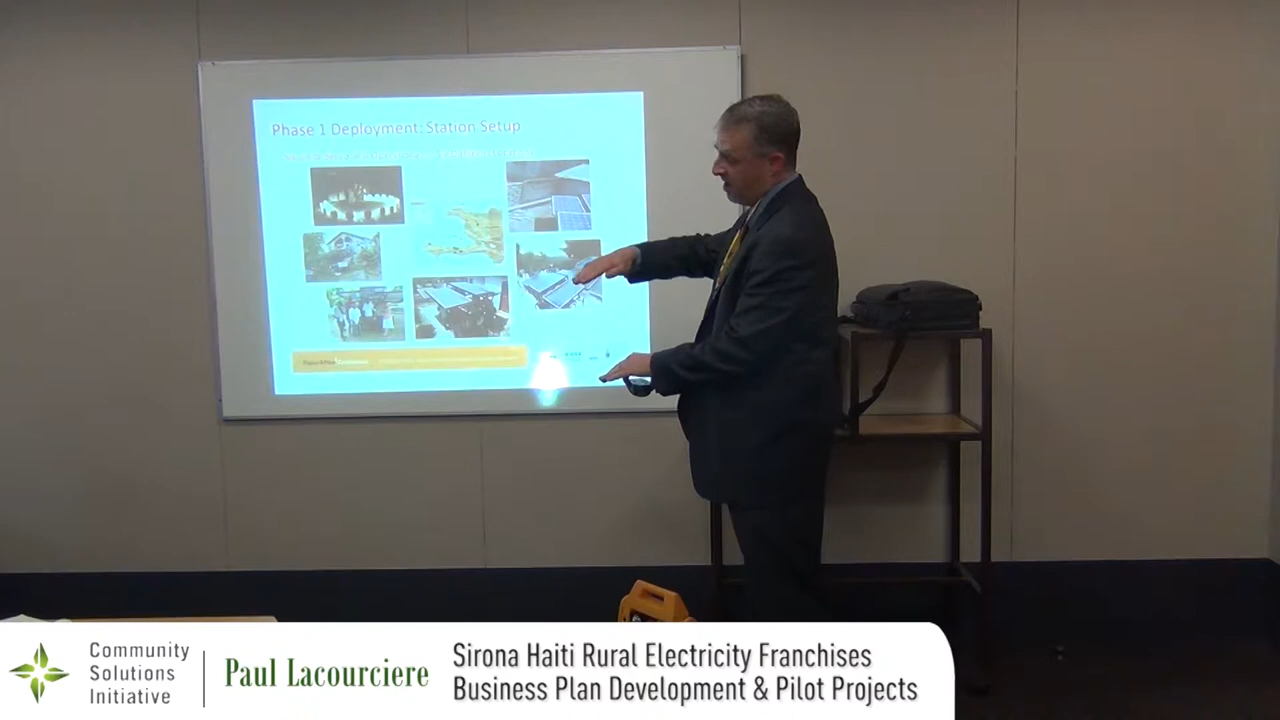 Phase 1 Deployment: Station Setup
Community
Solutions
Initiative
Paul Lacourciere
Sirona Haiti Rural Electricity Franchises
Business Plan Development & Pilot Projects